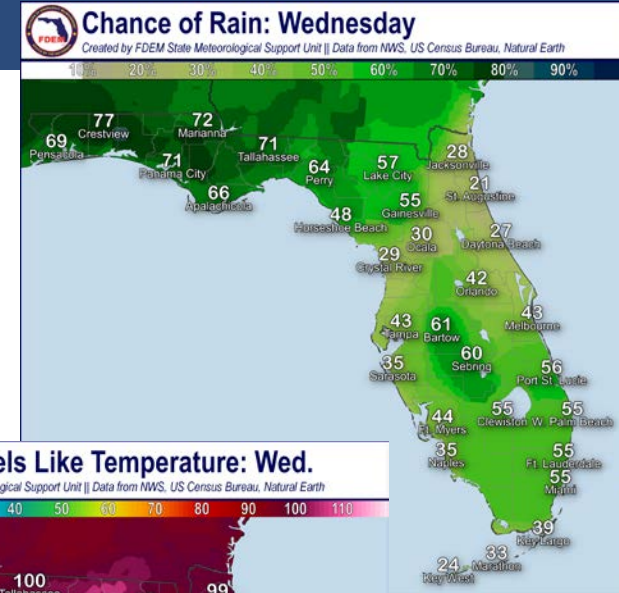 FDEM
Chance of Rain: Wednesday
Created by FDEM State Meteorological Support Unit || Data from NWS, US Census Bureau, Natural Earth
10% 20% 30% 40% 50% 60% 70% 80% 90%
77
Crestview
72
Marianna
69
Pensacola
71
Panama City
71
Tallahassee
64
Perry
57
Lake City
28
Jacksonville
66
Apalachicola
21
St. Augustine
55
Gainesville
48
Horseshoe Beach
30
Ocala
27
Daytona Beach
29
Crystal River
42
Orlando
43
Tampa
61
Bartow
43
Melbourne
35
Sarasota
60
Sebring
56
Port St. Lucie
44
Ft. Myers
55
Clewiston
55
W. Palm Beach
35
Naples
55
Ft. Lauderdale
55
Miami
39
Key Largo
33
Marathon
24
Key West
els Like Temperature: Wed.
gical Support Unit || Data from NWS, US Census Bureau, Natural Earth
40 50 60 70 80 90 100 110
100
99